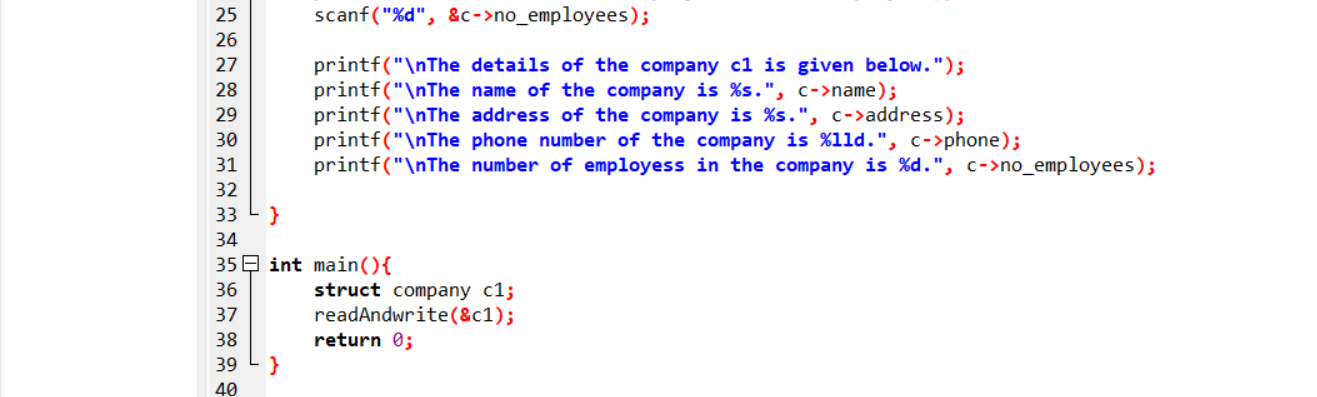 25 scanf("%d", &c->no_employees);
26
27 printf("\nThe details of the company c1 is given below.");
28 printf("\nThe name of the company is %s.", c->name);
29 printf("\nThe address of the company is %s.", c->address);
30 printf("\nThe phone number of the company is %lld.", c->phone);
31 printf("\nThe number of employess in the company is %d.", c->no_employees);
32
33 }
34
35 int main(){
36 struct company c1;
37 readAndwrite(&c1);
38 return 0;
39 }
40